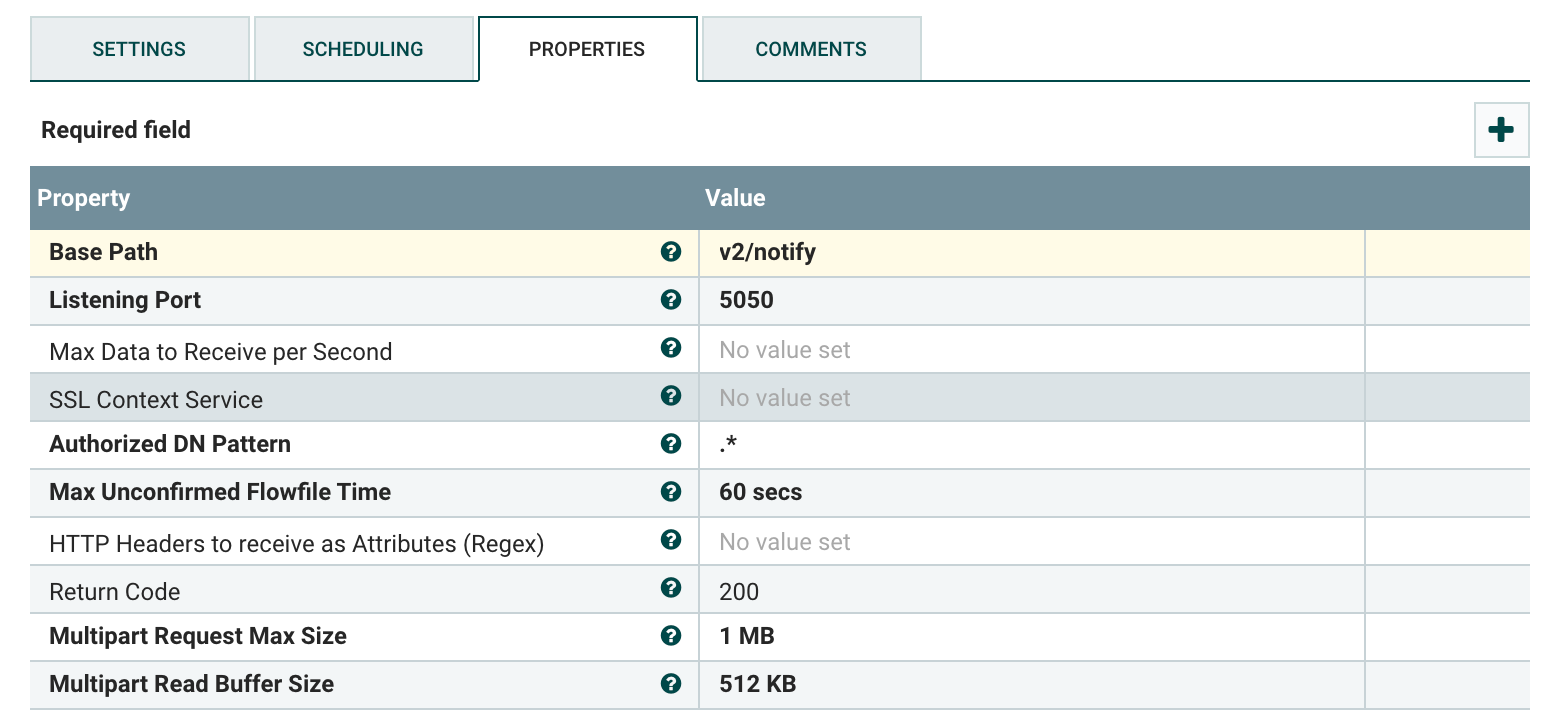 SETTINGS SCHEDULING PROPERTIES COMMENTS
Required field
Property Value
Base Path v2/notify
Listening Port 5050
Max Data to Receive per Second No value set
SSL Context Service No value set
Authorized DN Pattern .*
Max Unconfirmed Flowfile Time 60 secs
HTTP Headers to receive as Attributes (Regex) No value set
Return Code 200
Multipart Request Max Size 1 MB
Multipart Read Buffer Size 512 KB